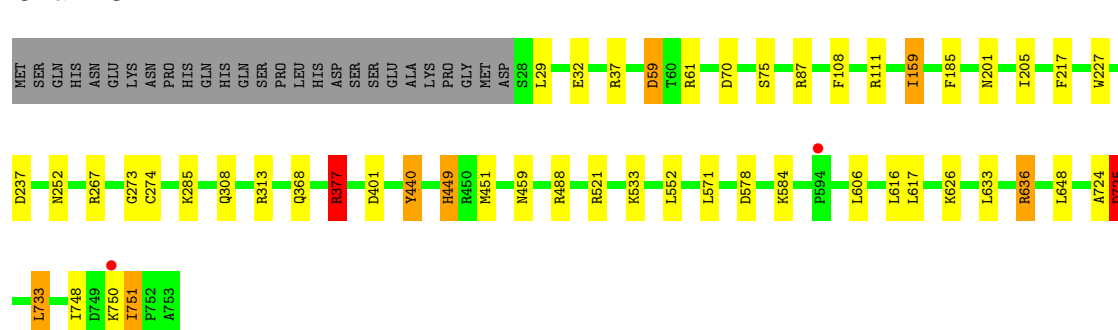 MET SER GLN HIS ASN GLU LYS ASN PRO HIS GLN HIS GLN SER PRO LEU HIS ASP SER SER GLU ALA LYS PRO GLY MET ASP S28 L29 E32 R37 D59 T60 R61 D70 S75 R87 F108 R111 I159 F185 N201 I205 F217 W227
D237 N252 R267 G273 C274 K285 Q308 R313 Q368 R377 D401 Y440 H449 R450 M451 N459 R488 R521 K533 L552 L571 D578 K584 P594 L606 L616 L617 K626 L633 R636 L648 A724 D725
L733 I748 D749 K750 I751 P752 A753